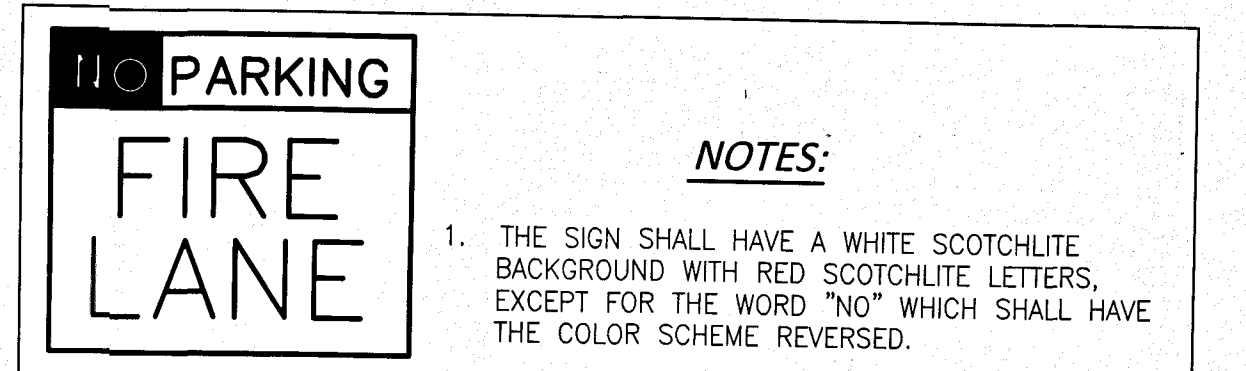 NO PARKING
FIRE
LANE
NOTES:
1. THE SIGN SHALL HAVE A WHITE SCOTCHLITE
BACKGROUND WITH RED SCOTCHLITE LETTERS,
EXCEPT FOR THE WORD "NO" WHICH SHALL HAVE
THE COLOR SCHEME REVERSED.